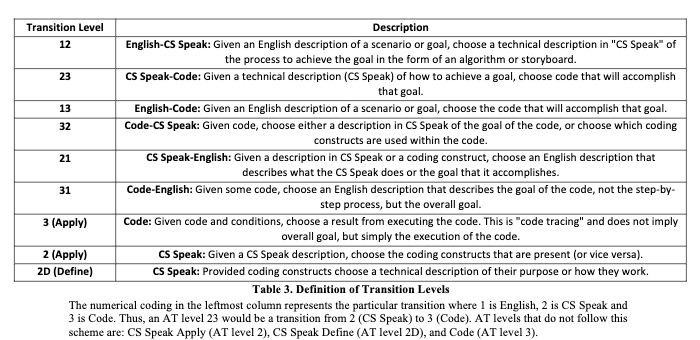 Transition Level Description
12 English-CS Speak: Given an English description of a scenario or goal, choose a technical description in "CS Speak" of
the process to achieve the goal in the form of an algorithm or storyboard.
23 CS Speak-Code: Given a technical description (CS Speak) of how to achieve a goal, choose code that will accomplish
that goal.
13 English-Code: Given an English description of a scenario or goal, choose the code that will accomplish that goal.
32 Code-CS Speak: Given code, choose either a description in CS Speak of the goal of the code, or choose which coding
constructs are used within the code.
21 CS Speak-English: Given a description in CS Speak or a coding construct, choose an English description that
describes what the CS Speak does or the goal that it accomplishes.
31 Code-English: Given some code, choose an English description that describes the goal of the code, not the step-by-
step process, but the overall goal.
3 (Apply) Code: Given code and conditions, choose a result from executing the code. This is "code tracing" and does not imply
overall goal, but simply the execution of the code.
2 (Apply) CS Speak: Given a CS Speak description, choose the coding constructs that are present (or vice versa).
2D (Define) CS Speak: Provided coding constructs choose a technical description of their purpose or how they work.
Table 3. Definition of Transition Levels
The numerical coding in the leftmost column represents the particular transition where 1 is English, 2 is CS Speak and
3 is Code. Thus, an AT level 23 would be a transition from 2 (CS Speak) to 3 (Code). AT levels that do not follow this
scheme are: CS Speak Apply (AT level 2), CS Speak Define (AT level 2D), and Code (AT level 3).